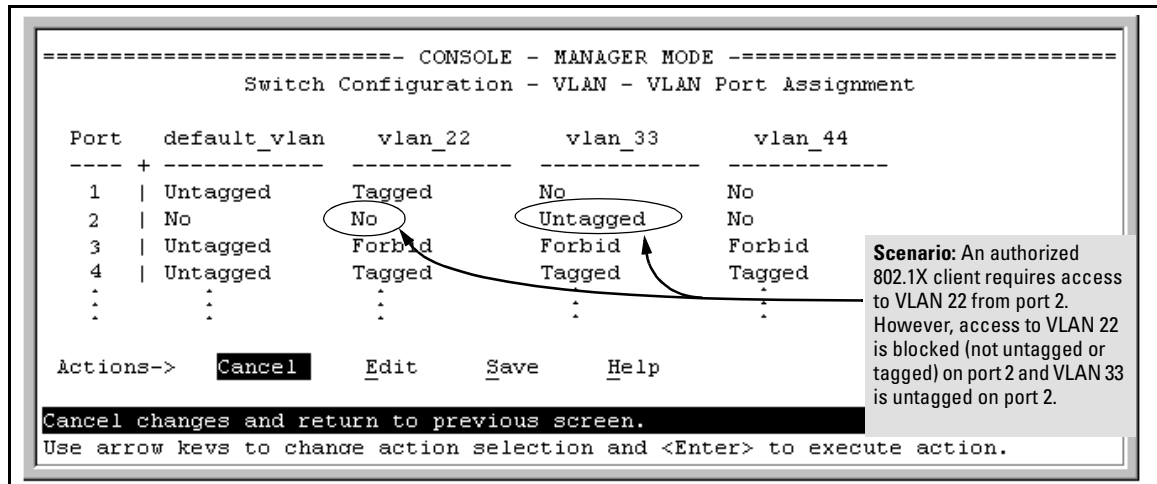 ============================- CONSOLE - MANAGER MODE -============================
Switch Configuration - VLAN - VLAN Port Assignment
Port default_vlan vlan_22 vlan_33 vlan_44
---- + ------------ ------------ ------------ ------------
1 | Untagged Tagged No No
2 | No No Untagged No
3 | Untagged Forbid Forbid Forbid
4 | Untagged Tagged Tagged Tagged
: : : : :
Actions-> Cancel Edit Save Help
Cancel changes and return to previous screen.
Use arrow keys to change action selection and <Enter> to execute action.
Scenario: An authorized
802.1X client requires access
to VLAN 22 from port 2.
However, access to VLAN 22
is blocked (not untagged or
tagged) on port 2 and VLAN 33
is untagged on port 2.